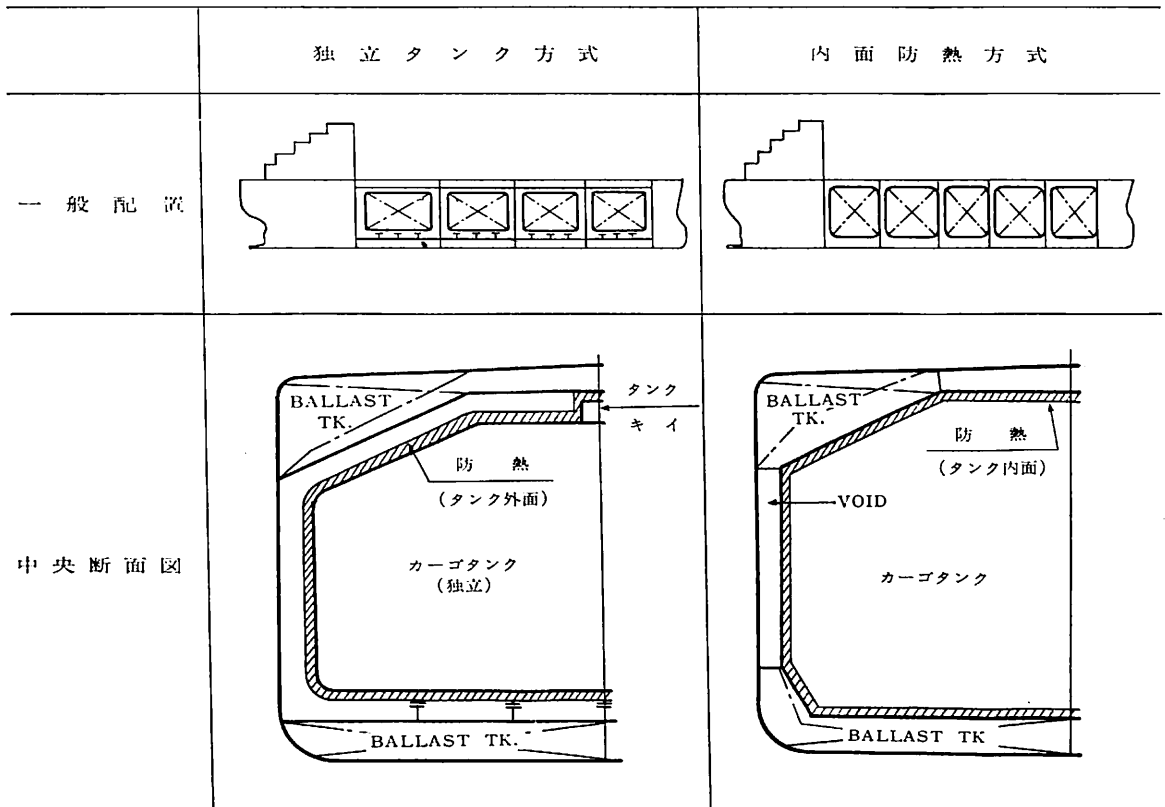 独立タンク方式
内面防熱方式
一般配置
中央断面図
BALLAST
TK.
タンク
キイ
防熱
(タンク外面)
カーゴタンク
(独立)
BALLAST TK.
BALLAST
TK.
防熱
(タンク内面)
VOID
カーゴタンク
BALLAST TK